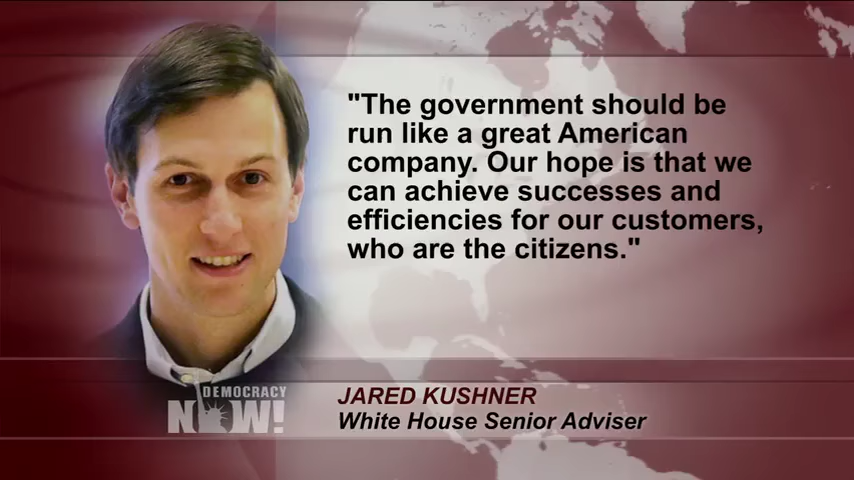 "The government should be
run like a great American
company. Our hope is that we
can achieve successes and
efficiencies for our customers,
who are the citizens."
DEMOCRACY
NOW!
JARED KUSHNER
White House Senior Adviser